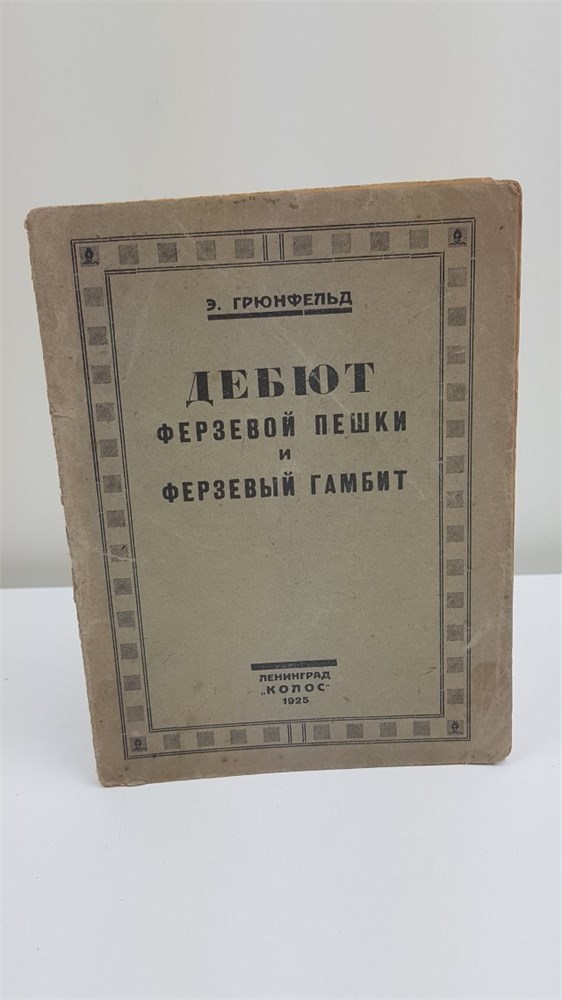 Э. ГРЮНФЕЛЬД
ДЕБЮТ
ФЕРЗЕВОЙ ПЕШКИ
и
ФЕРЗЕВЫЙ ГАМБИТ
ЛЕНИНГРАД
„КОЛОС"
1925